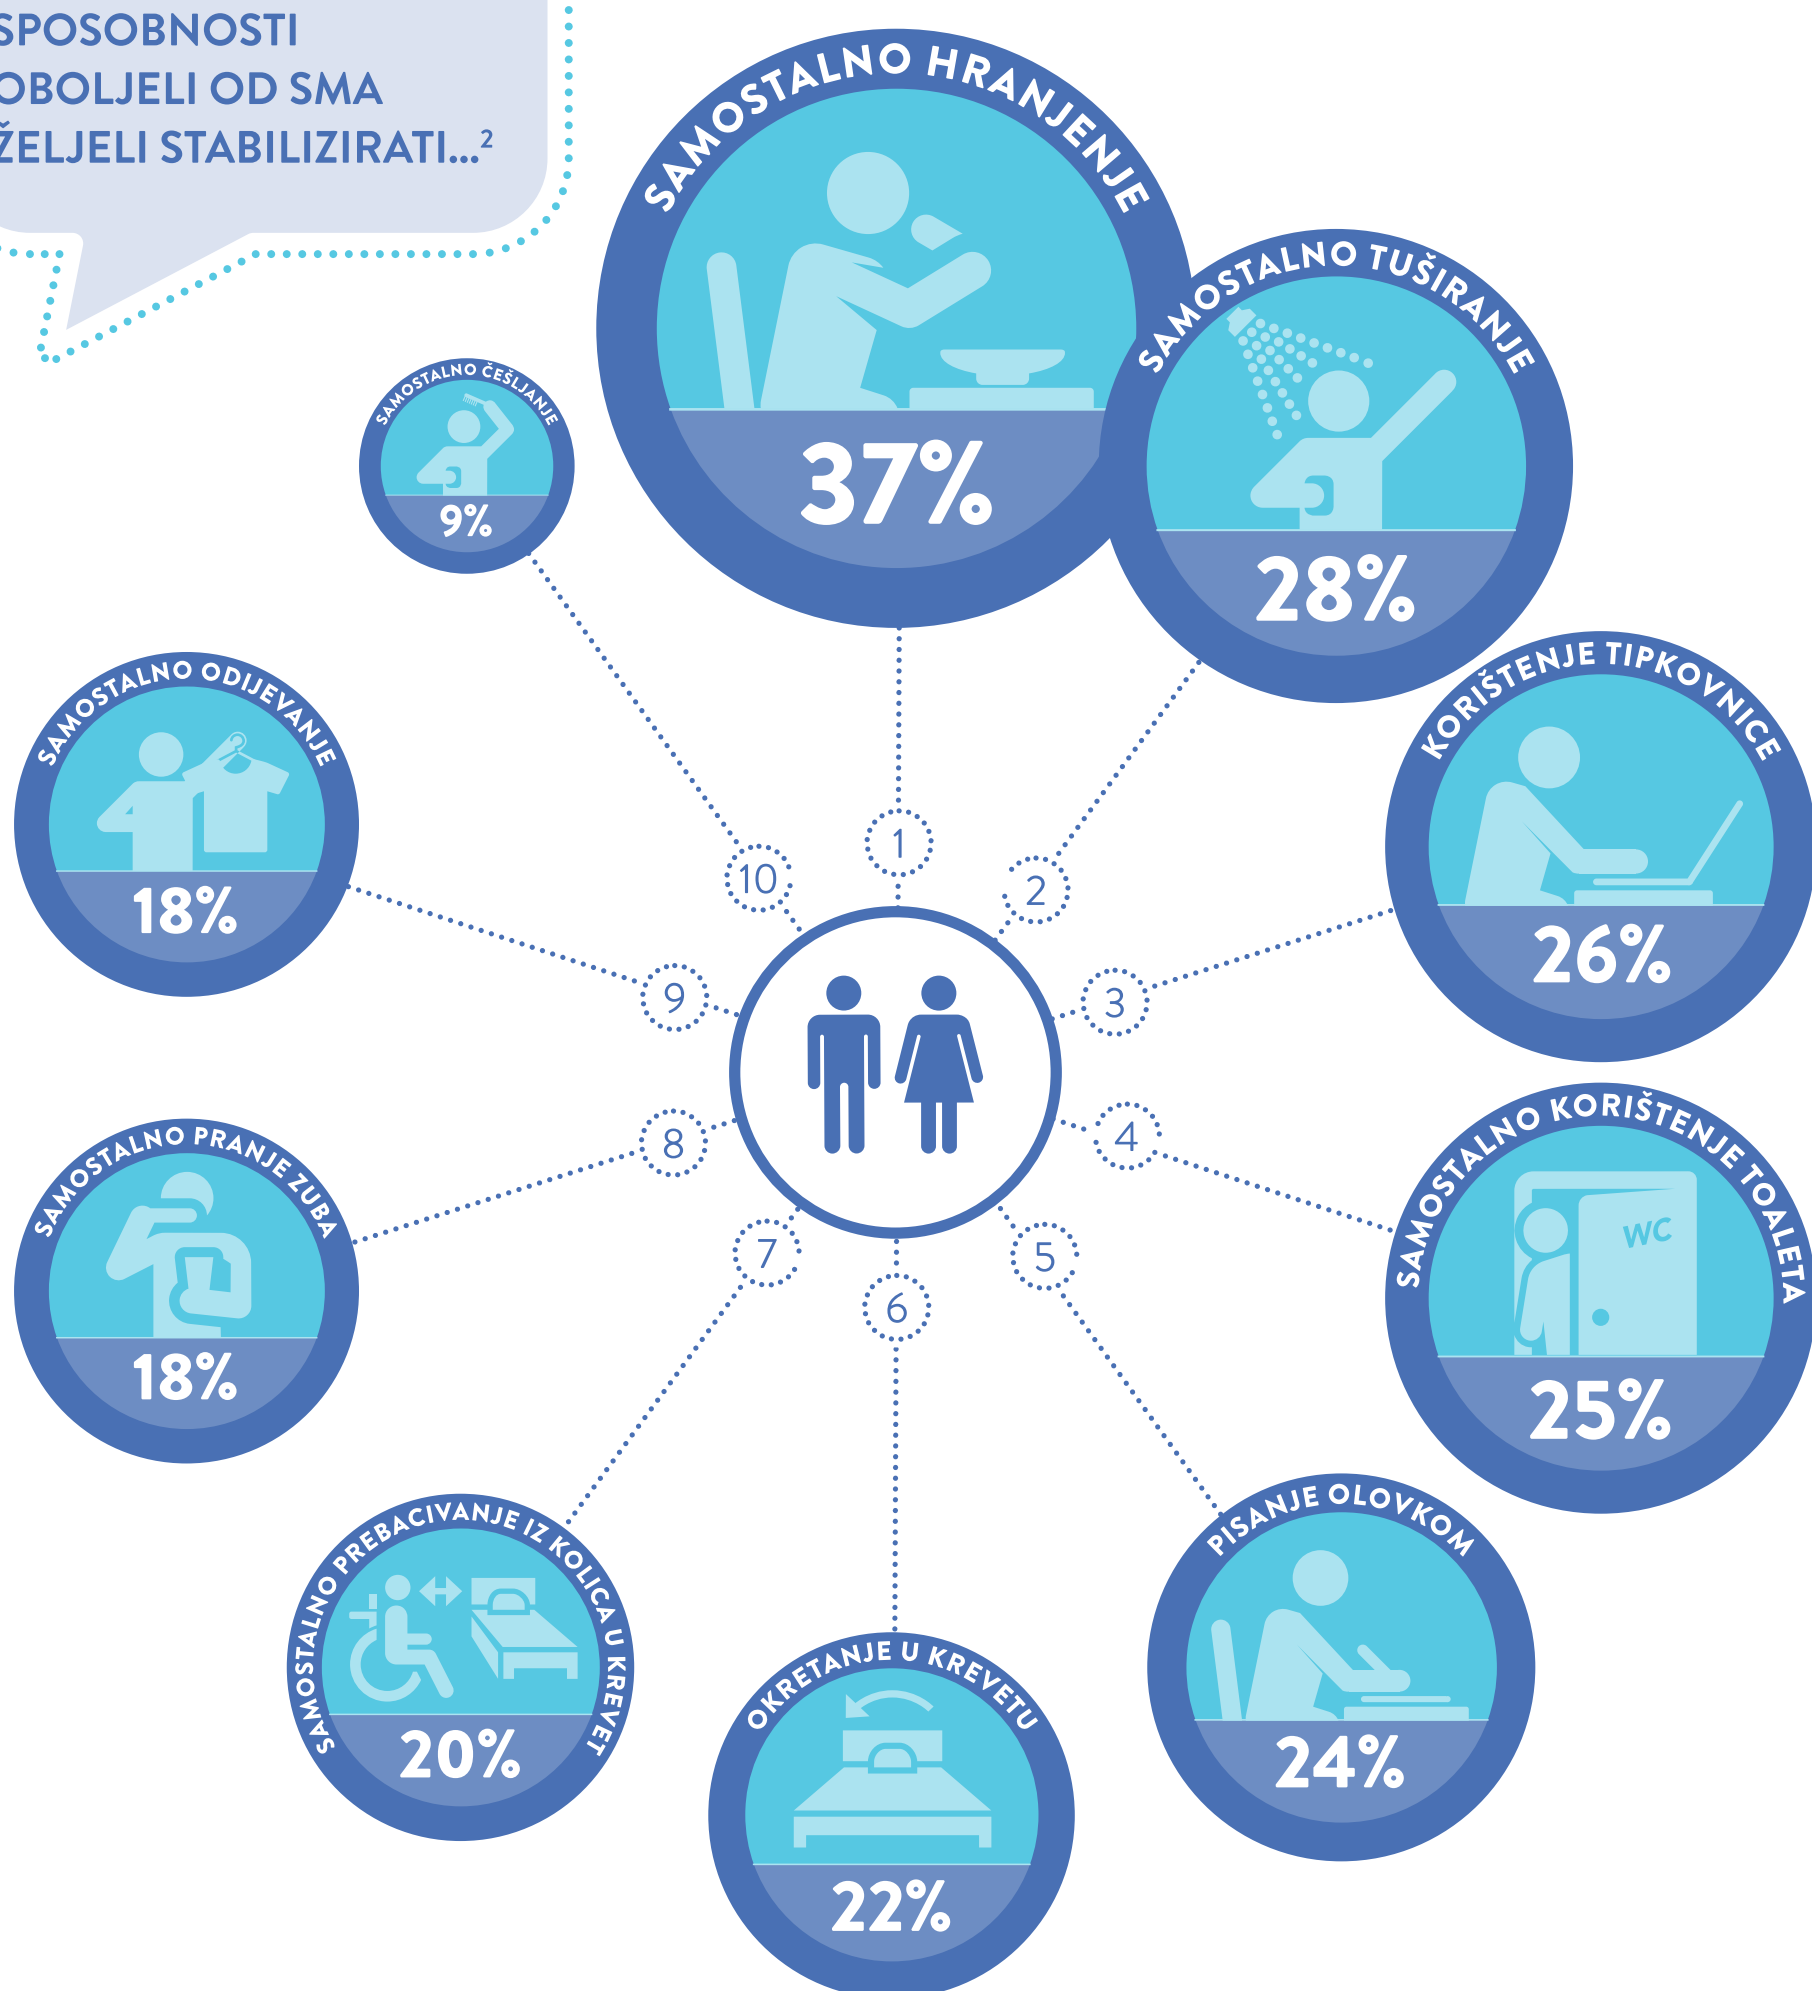 SPOSOBNOSTI
OBOLJELI OD SMA
ŽELJELI STABILIZIRATI...²
SAMOSTALNO HRANJENJE
37%
SAMOSTALNO TUŠIRANJE
28%
KORIŠTENJE TIPKOVNICE
26%
SAMOSTALNO KORIŠTENJE TOALETA
WC
25%
PISANJE OLOVKOM
24%
OKRETANJE U KREVETU
22%
SAMOSTALNO PREBACIVANJE IZ KOLICA U KREVET
20%
SAMOSTALNO PRANJE ZUBA
18%
SAMOSTALNO ODIJEVANJE
18%
SAMOSTALNO ČEŠLJANJE
9%
1
2
3
4
5
6
7
8
9
10